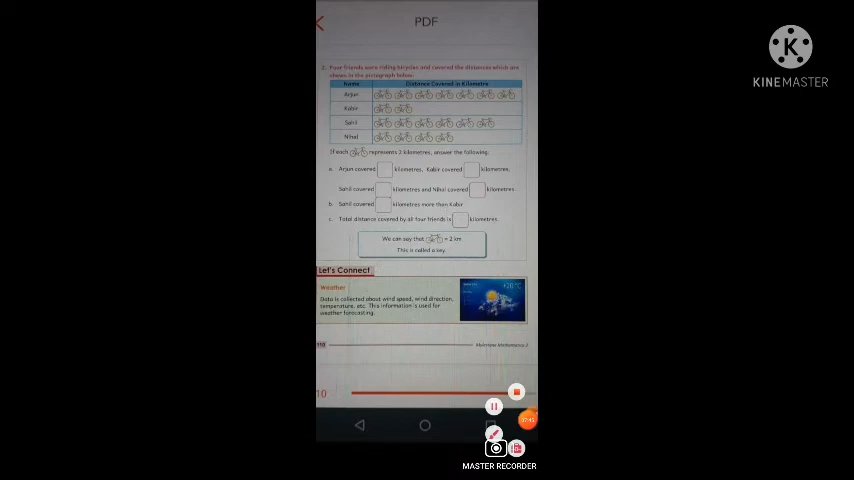 PDF
KINEMASTER
2. Four friends were riding bicycles and covered the distances which are
shown in the pictograph below:
Name Distance Covered in Kilometre
Arjun
Kabir
Sahil
Nihal
If each represents 2 kilometres, answer the following:
a. Arjun covered kilometres, Kabir covered kilometres,
Sahil covered kilometres and Nihal covered kilometres.
b. Sahil covered kilometres more than Kabir
c. Total distance covered by all four friends is kilometres.
We can say that = 2 km
This is called a key.
Let's Connect
Weather
Data is collected about wind speed, wind direction,
temperature, etc. This information is used for
weather forecasting.
110
Mathematics 3
10
MASTER RECORDER